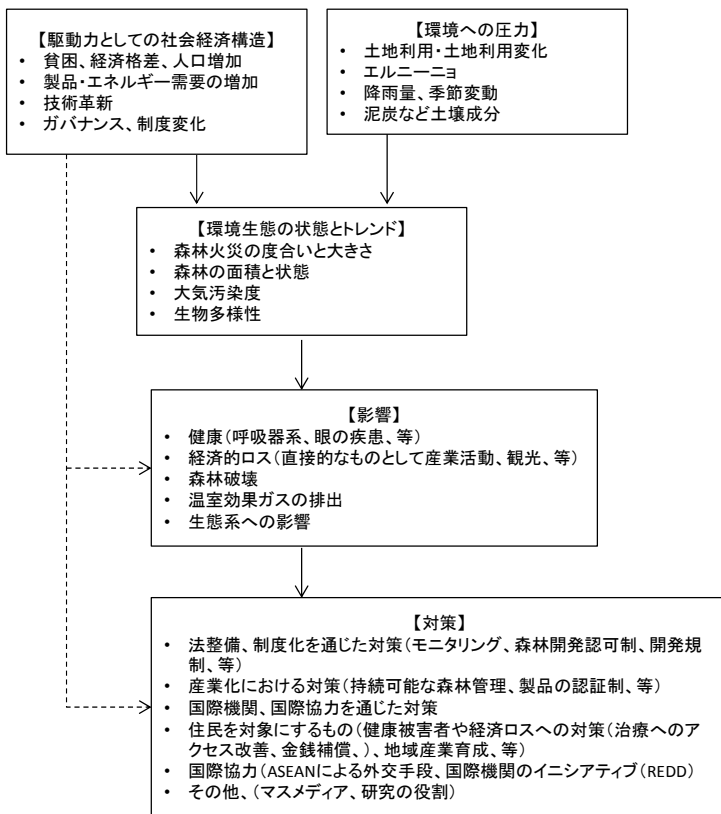 【駆動力としての社会経済構造】
• 貧困、経済格差、人口増加
• 製品・エネルギー需要の増加
• 技術革新
• ガバナンス、制度変化
【環境への圧力】
• 土地利用・土地利用変化
• エルニーニョ
• 降雨量、季節変動
• 泥炭など土壌成分
【環境生態の状態とトレンド】
• 森林火災の度合いと大きさ
• 森林の面積と状態
• 大気汚染度
• 生物多様性
【影響】
• 健康（呼吸器系、眼の疾患、等）
• 経済的ロス（直接的なものとして産業活動、観光、等）
• 森林破壊
• 温室効果ガスの排出
• 生態系への影響
【対策】
• 法整備、制度化を通じた対策（モニタリング、森林開発認可制、開発規
制、等）
• 産業化における対策（持続可能な森林管理、製品の認証制、等）
• 国際機関、国際協力を通じた対策
• 住民を対象にするもの（健康被害者や経済ロスへの対策（治療へのア
クセス改善、金銭補償、）、地域産業育成、等）
• 国際協力（ASEANによる外交手段、国際機関のイニシアティブ（REDD）
• その他、（マスメディア、研究の役割）